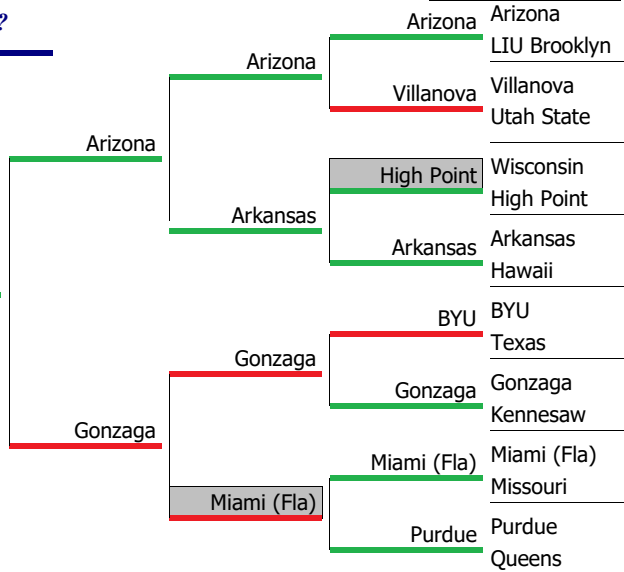 ?
Arizona
Arizona
LIU Brooklyn
Arizona
Villanova
Villanova
Utah State
Arizona
High Point
Wisconsin
High Point
Arkansas
Arkansas
Arkansas
Hawaii
BYU
BYU
Texas
Gonzaga
Gonzaga
Gonzaga
Kennesaw
Gonzaga
Miami (Fla)
Miami (Fla)
Missouri
Miami (Fla)
Purdue
Purdue
Queens